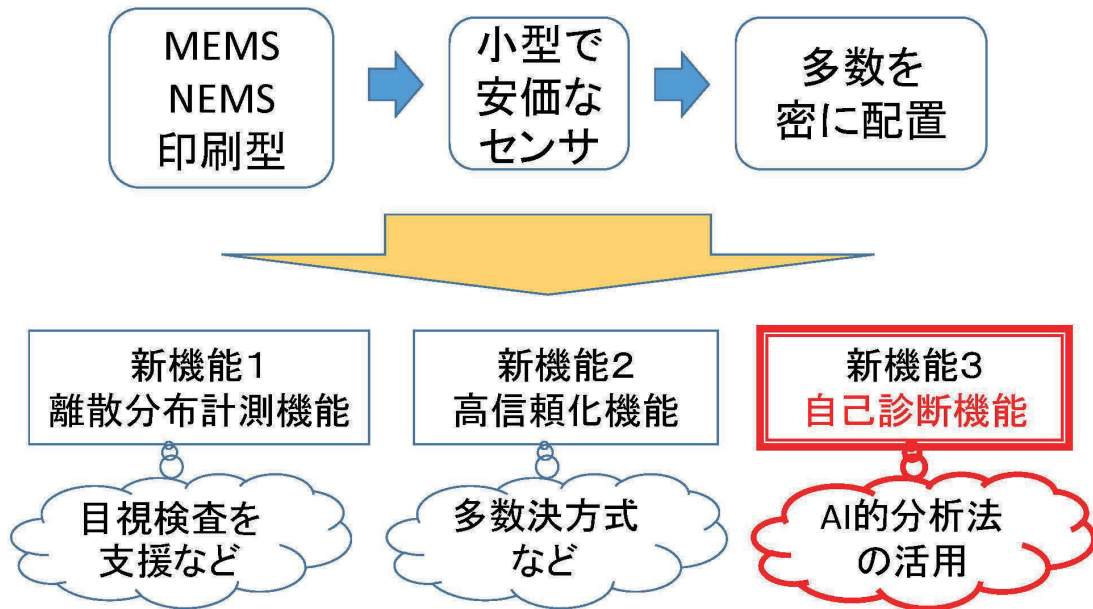 MEMS
NEMS
印刷型
小型で
安価な
センサ
多数を
密に配置
新機能1
離散分布計測機能
新機能2
高信頼化機能
新機能3
自己診断機能
目視検査を
支援など
多数決方式
など
AI的分析法
の活用